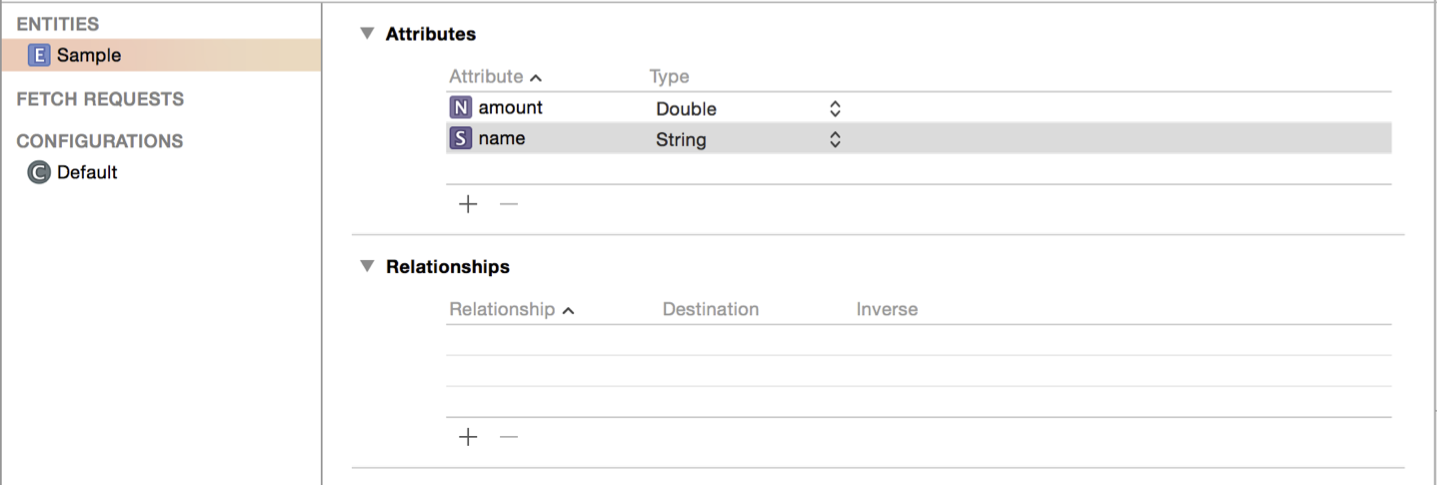 ENTITIES
E Sample
FETCH REQUESTS
CONFIGURATIONS
C Default
Attributes
Attribute Type
N amount Double
S name String
Relationships
Relationship Destination Inverse